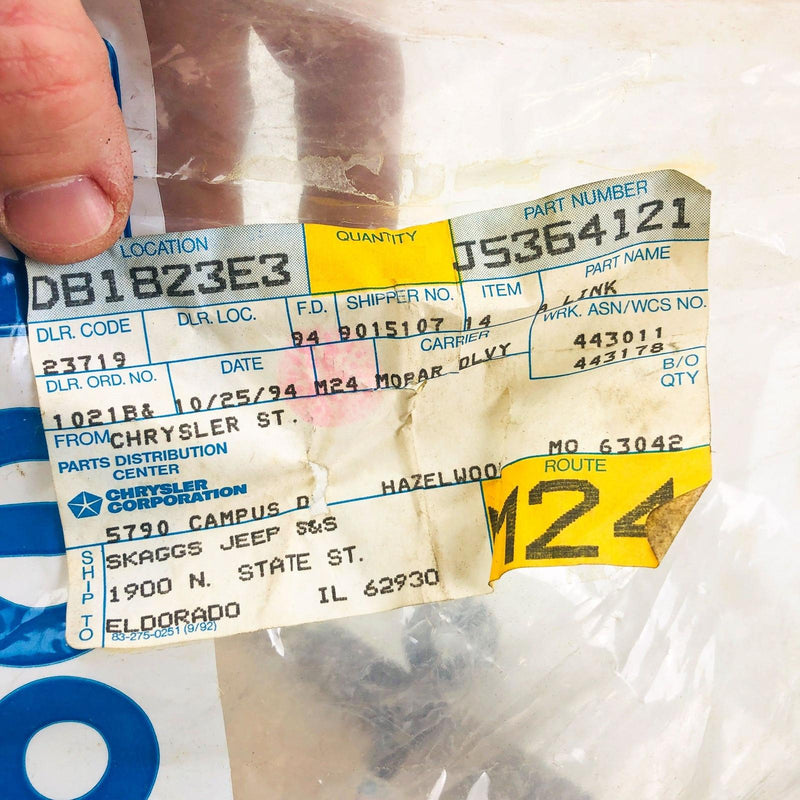 LOCATION QUANTITY PART NUMBER
DB1823E3 J5364121
DLR. CODE DLR. LOC. F.D. SHIPPER NO. ITEM PART NAME
23719 94 9015107 14 LINK
DLR. ORD. NO. DATE CARRIER WRK. ASN/WCS NO.
1021B& 10/25/94 M24 MOPAR DLVY 443011
443178
B/O
QTY
FROM CHRYSLER ST.
PARTS DISTRIBUTION
CENTER
CHRYSLER
CORPORATION
5790 CAMPUS D HAZELWOO MO 63042
ROUTE
M24
SHIP TO
SKAGGS JEEP S&S
1900 N. STATE ST.
ELDORADO IL 62930
83-275-0251 (9/92)